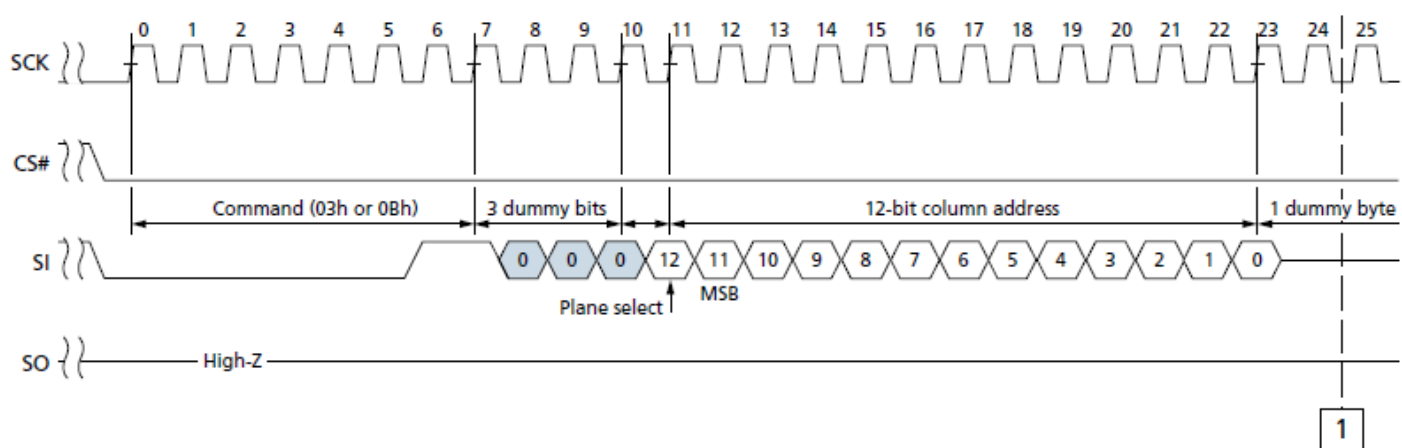 0 1 2 3 4 5 6 7 8 9 10 11 12 13 14 15 16 17 18 19 20 21 22 23 24 25
SCK
CS#
Command (03h or 0Bh) 3 dummy bits 12-bit column address 1 dummy byte
SI 0 0 0 12 11 10 9 8 7 6 5 4 3 2 1 0
Plane select MSB
SO High-Z
1